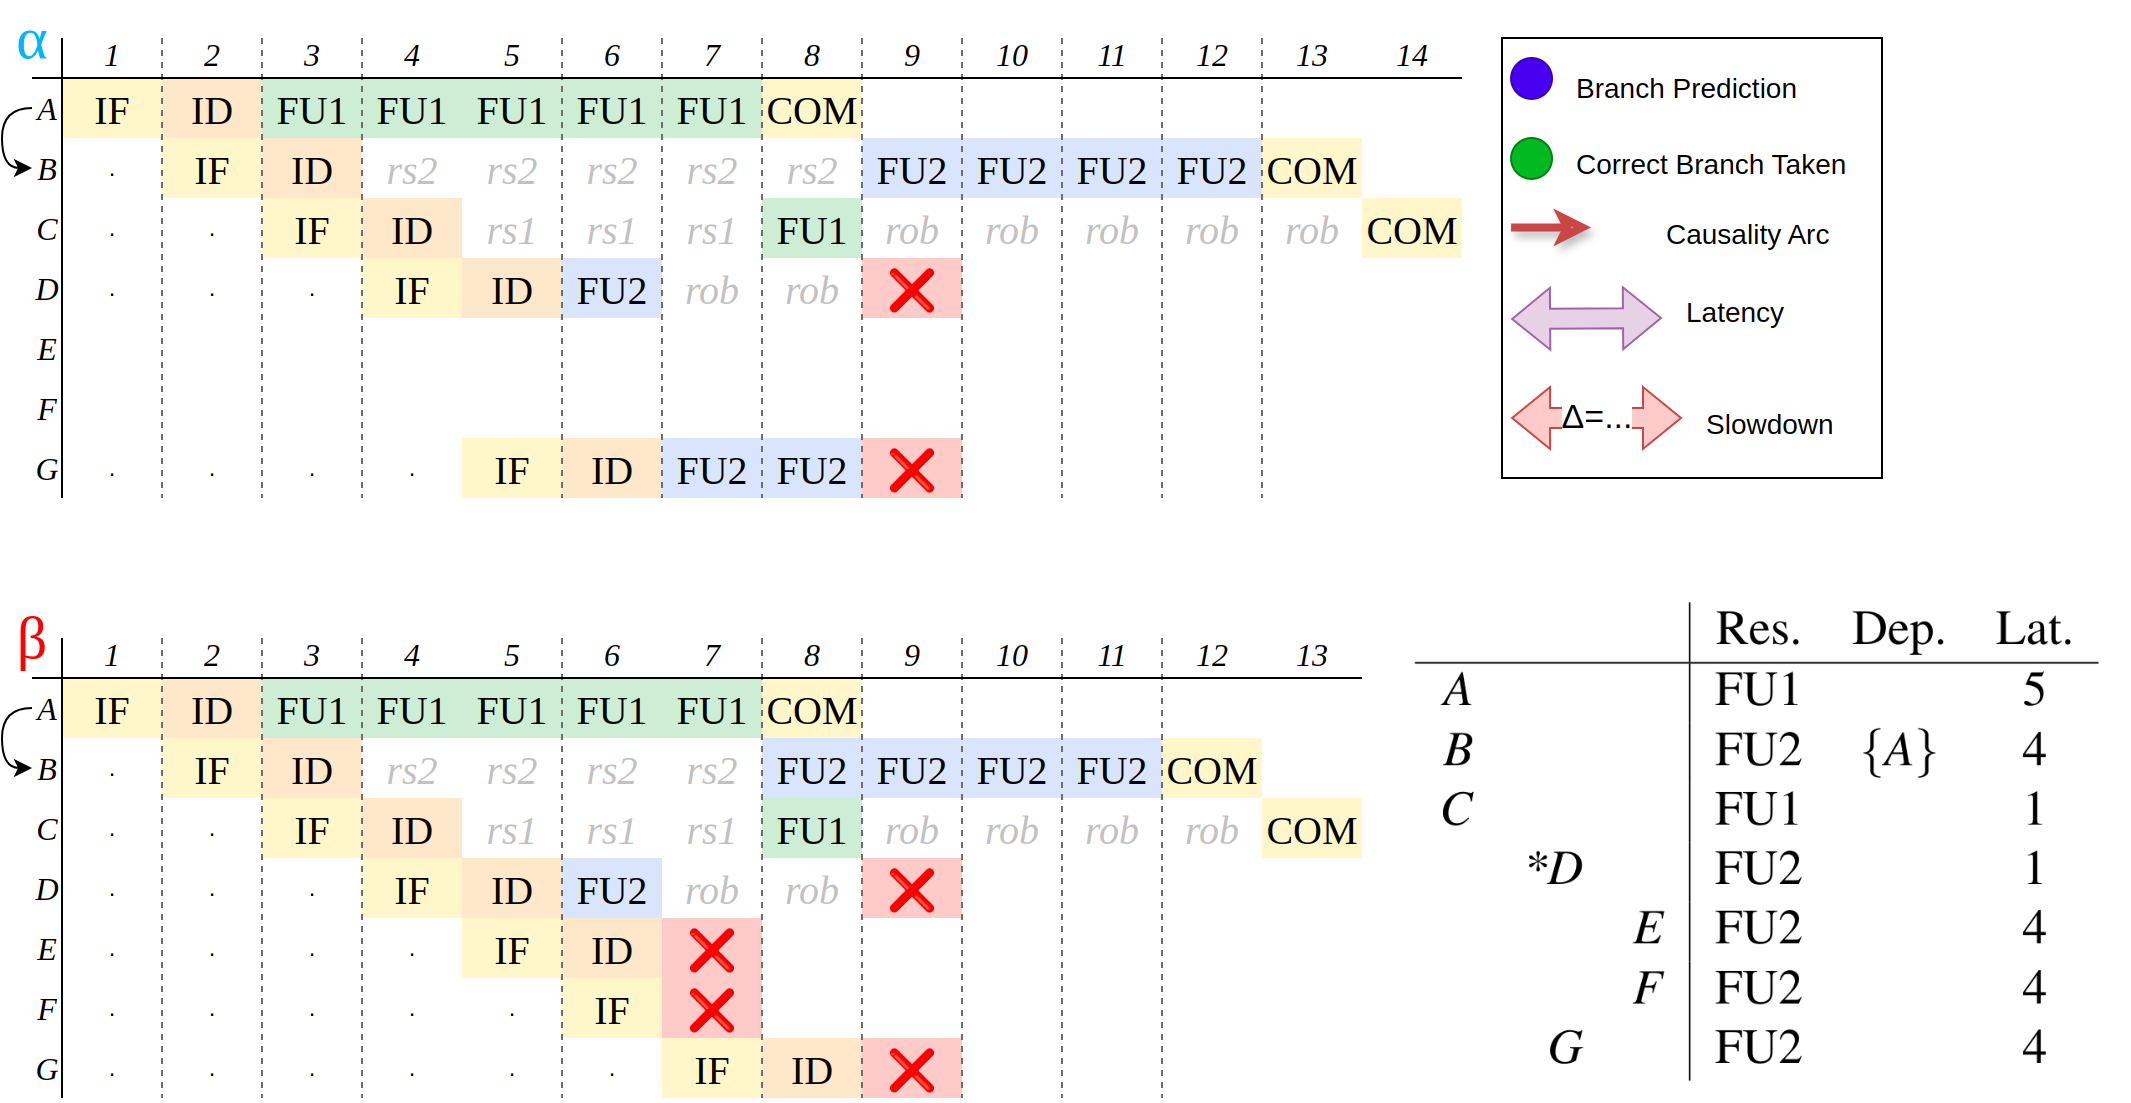 α
1 2 3 4 5 6 7 8 9 10 11 12 13 14
A IF ID FU1 FU1 FU1 FU1 FU1 COM
B . IF ID rs2 rs2 rs2 rs2 rs2 FU2 FU2 FU2 FU2 COM
C . . IF ID rs1 rs1 rs1 FU1 rob rob rob rob rob COM
D . . . IF ID FU2 rob rob
E
F
G . . . . IF ID FU2 FU2
Branch Prediction
Correct Branch Taken
Causality Arc
Latency
Δ=... Slowdown
β
1 2 3 4 5 6 7 8 9 10 11 12 13
A IF ID FU1 FU1 FU1 FU1 FU1 COM
B . IF ID rs2 rs2 rs2 rs2 FU2 FU2 FU2 FU2 COM
C . . IF ID rs1 rs1 rs1 FU1 rob rob rob rob COM
D . . . IF ID FU2 rob rob
E . . . . IF ID
F . . . . . IF
G . . . . . . IF ID
Res. Dep. Lat.
A FU1 5
B FU2 {A} 4
C FU1 1
*D FU2 1
E FU2 4
F FU2 4
G FU2 4